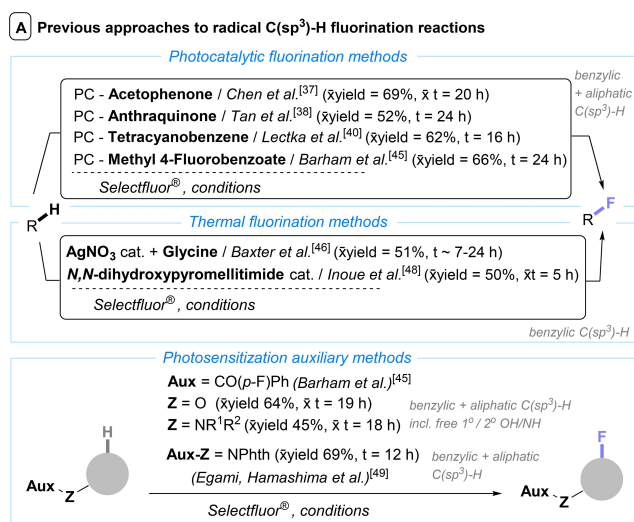 A Previous approaches to radical C(sp³)-H fluorination reactions
Photocatalytic fluorination methods
benzylic
+ aliphatic
C(sp³)-H
PC - Acetophenone / Chen et al.[37] (x̄yield = 69%, x̄ t = 20 h)
PC - Anthraquinone / Tan et al.[38] (x̄yield = 52%, t = 24 h)
PC - Tetracyanobenzene / Lectka et al.[40] (x̄yield = 62%, t = 16 h)
PC - Methyl 4-Fluorobenzoate / Barham et al.[45] (x̄yield = 66%, t = 24 h)
Selectfluor®, conditions
R H
R F
Thermal fluorination methods
AgNO₃ cat. + Glycine / Baxter et al.[46] (x̄yield = 51%, t ~ 7-24 h)
N,N-dihydroxypyromellitimide cat. / Inoue et al.[48] (x̄yield = 50%, x̄t = 5 h)
Selectfluor®, conditions
benzylic C(sp³)-H
Photosensitization auxiliary methods
Aux = CO(p-F)Ph (Barham et al.)[45]
Z = O (x̄yield 64%, x̄ t = 19 h)
Z = NR¹R² (x̄yield 45%, x̄ t = 18 h)
benzylic + aliphatic C(sp³)-H
incl. free 1º / 2º OH/NH
Aux-Z = NPhth (x̄yield 69%, t = 12 h)
(Egami, Hamashima et al.)[49]
benzylic + aliphatic
C(sp³)-H
Selectfluor®, conditions
H
Aux
Z
F
Aux
Z